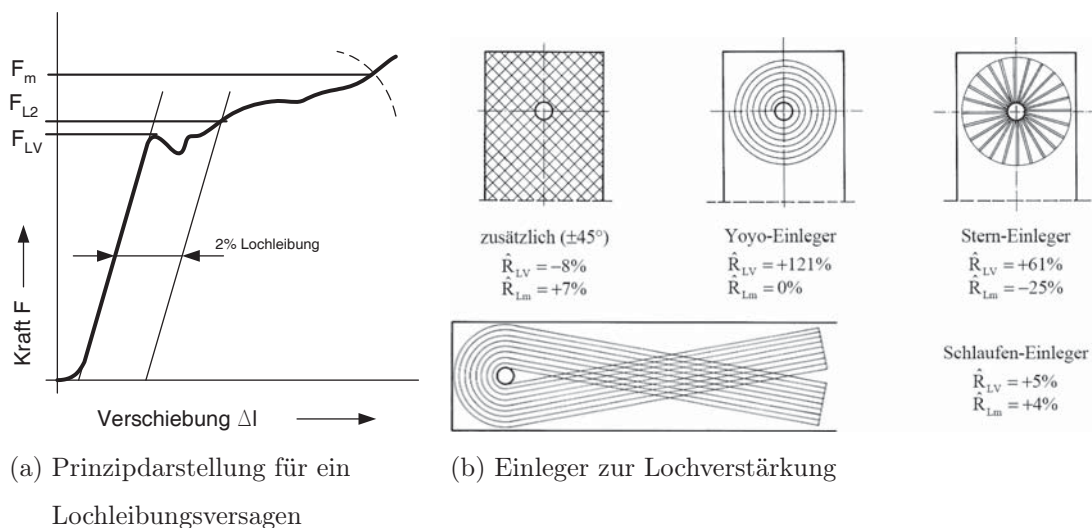 F_m
F_L2
F_LV
2% Lochleibung
Kraft F
Verschiebung Δl
(a) Prinzipdarstellung für ein
Lochleibungsversagen
zusätzlich (±45°)
R̂_LV = −8%
R̂_Lm = +7%
Yoyo-Einleger
R̂_LV = +121%
R̂_Lm = 0%
Stern-Einleger
R̂_LV = +61%
R̂_Lm = −25%
Schlaufen-Einleger
R̂_LV = +5%
R̂_Lm = +4%
(b) Einleger zur Lochverstärkung